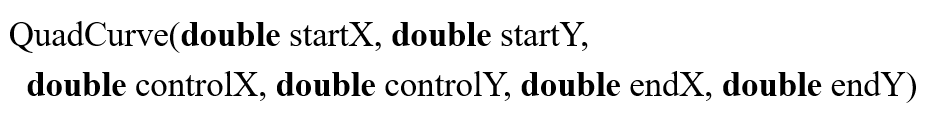 QuadCurve(double startX, double startY,
double controlX, double controlY, double endX, double endY)